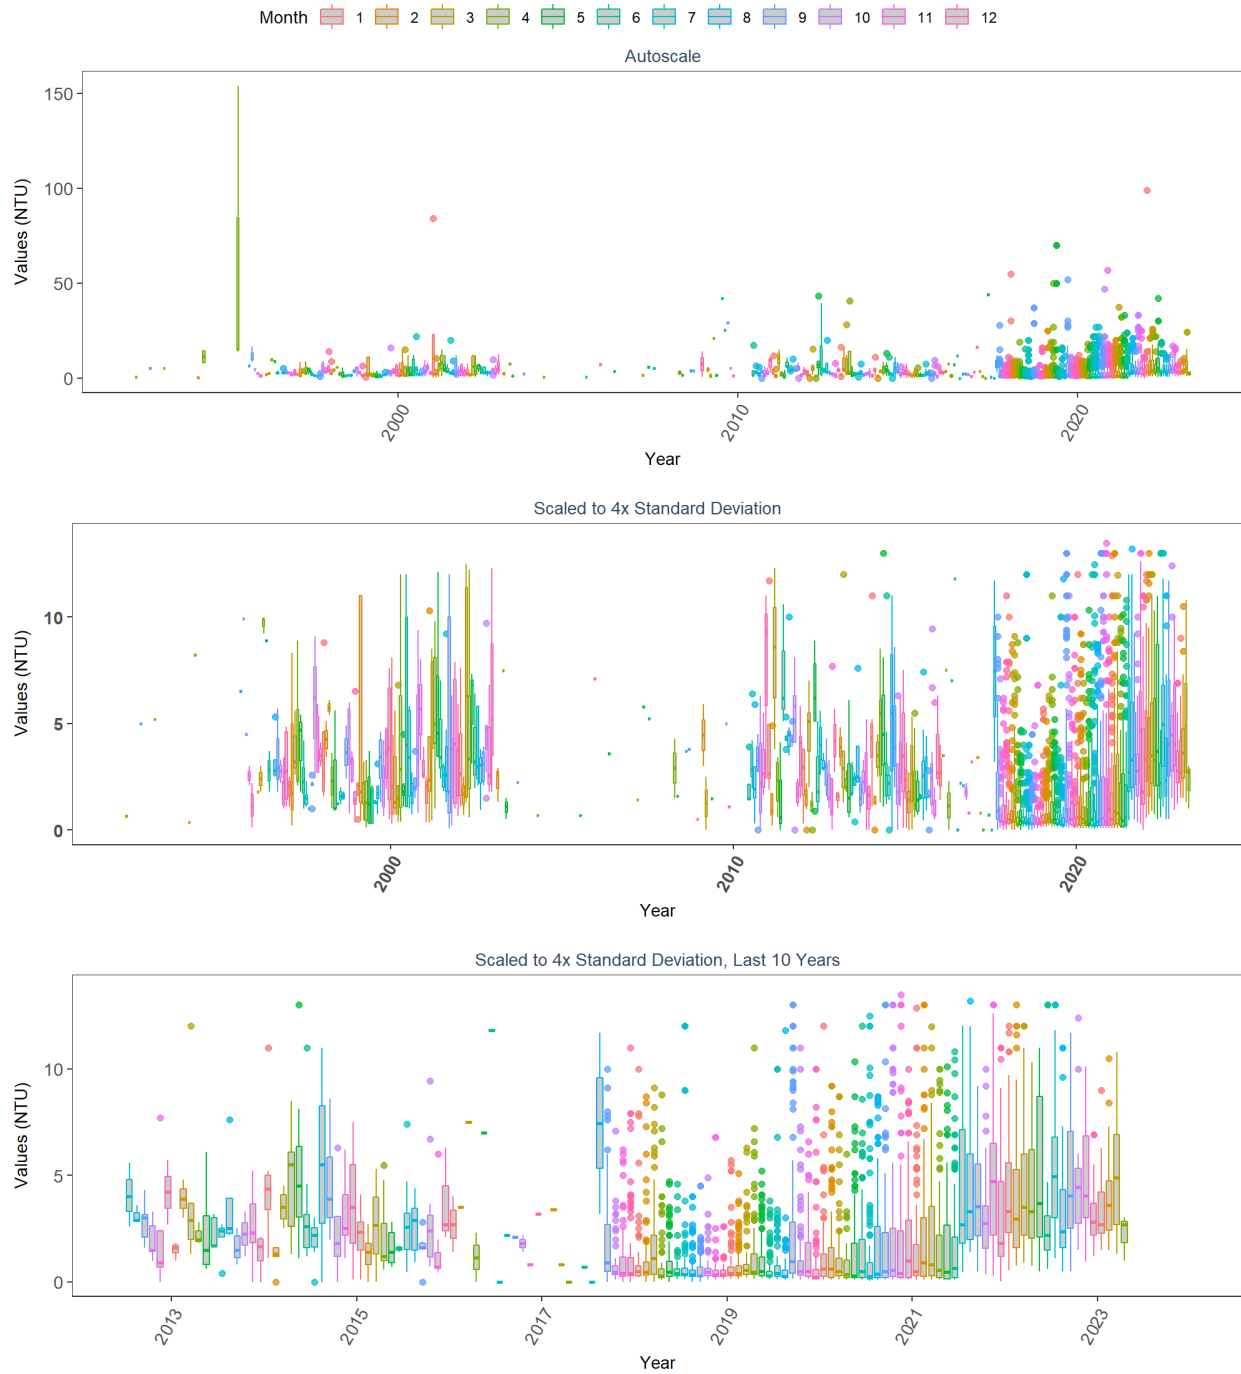 Month 1 2 3 4 5 6 7 8 9 10 11 12
Autoscale
Values (NTU)
150
100
50
0
2000 2010 2020
Year
Scaled to 4x Standard Deviation
Values (NTU)
10
5
0
2000 2010 2020
Year
Scaled to 4x Standard Deviation, Last 10 Years
Values (NTU)
10
5
0
2013 2015 2017 2019 2021 2023
Year